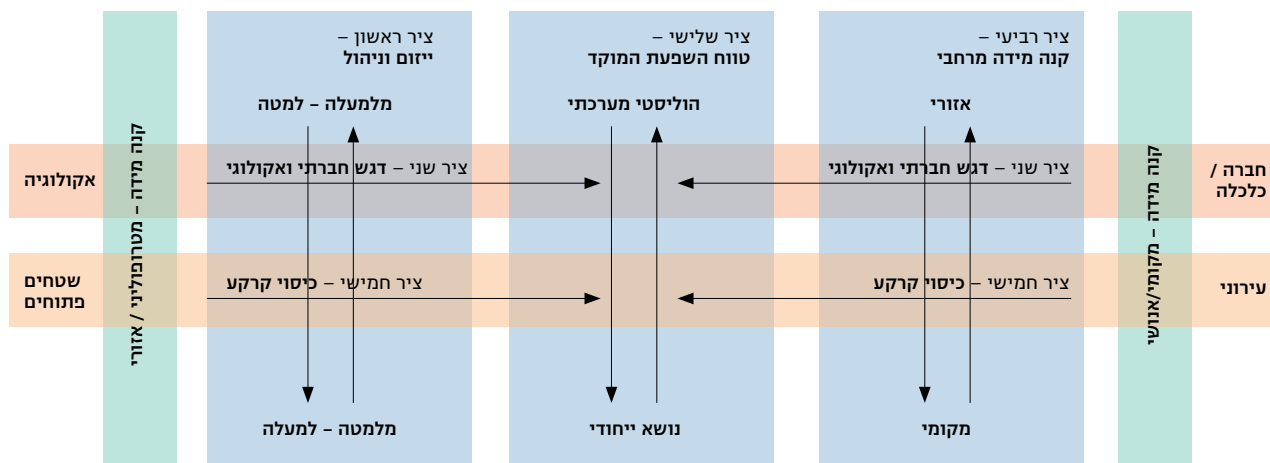 ציר רביעי –
קנה מידה מרחבי
ציר שלישי –
טווח השפעת המוקד
ציר ראשון –
ייזום וניהול
אזורי
הוליסטי מערכתי
מלמעלה – למטה
קנה מידה – מקומי/אנושי
קנה מידה – מטרופוליני / אזורי
חברה /
כלכלה
ציר שני – דגש חברתי ואקולוגי
ציר שני – דגש חברתי ואקולוגי
אקולוגיה
עירוני
ציר חמישי – כיסוי קרקע
ציר חמישי – כיסוי קרקע
שטחים
פתוחים
מקומי
נושא ייחודי
מלמטה – למעלה